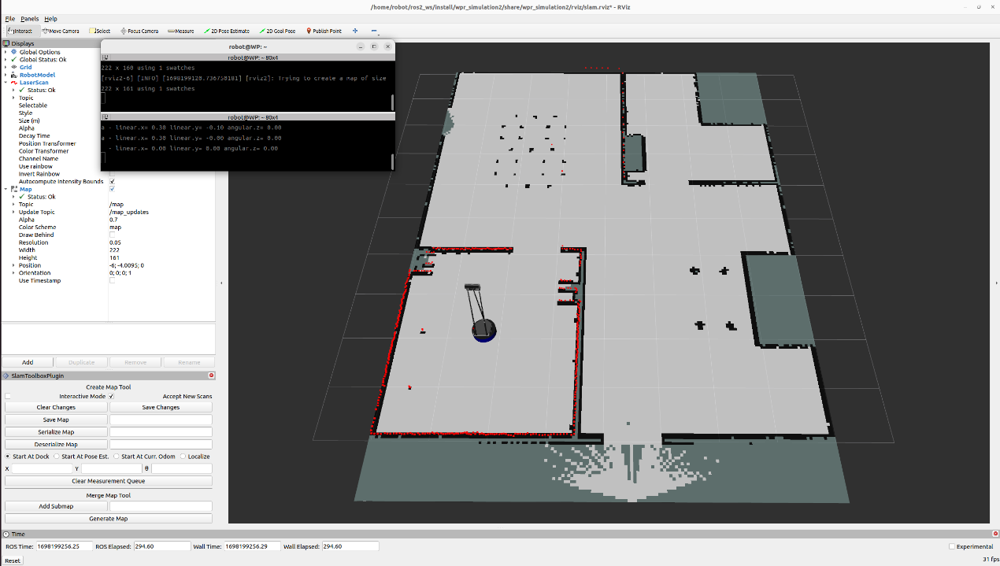 /home/robot/ros2_ws/install/wpr_simulation2/share/wpr_simulation2/rviz/slam.rviz* - RViz
File Panels Help
Interact Move Camera Select Focus Camera Measure 2D Pose Estimate 2D Goal Pose Publish Point
Displays
Global Options
Global Status: Ok
Grid
RobotModel
LaserScan
Status: Ok
Topic
Selectable
Style
Size (m)
Alpha
Decay Time
Position Transformer
Color Transformer
Channel Name
Use rainbow
Invert Rainbow
Autocompute Intensity Bounds
Map
Status: Ok
Topic /map
Update Topic /map_updates
Alpha 0.7
Color Scheme map
Draw Behind
Resolution 0.05
Width 222
Height 161
Position -6; -4.0095; 0
Orientation 0; 0; 0; 1
Use Timestamp
robot@WP: ~
robot@WP: ~ 80x4
222 x 160 using 1 swatches
[rviz2-6] [INFO] [1698199120.736750181] [rviz2]: Trying to create a map of size
222 x 161 using 1 swatches
robot@WP: ~ 80x4
a - linear.x= 0.30 linear.y= -0.10 angular.z= 0.00
a - linear.x= 0.30 linear.y= -0.00 angular.z= 0.00
- linear.x= 0.00 linear.y= 0.00 angular.z= 0.00
Add Duplicate Remove Rename
SlamToolboxPlugin
Create Map Tool
Interactive Mode Accept New Scans
Clear Changes Save Changes
Save Map
Serialize Map
Deserialize Map
Start At Dock Start At Pose Est. Start At Curr. Odom Localize
X Y θ
Clear Measurement Queue
Merge Map Tool
Add Submap
Generate Map
Time
ROS Time: 1698199256.25 ROS Elapsed: 294.60 Wall Time: 1698199256.29 Wall Elapsed: 294.60 Experimental
Reset 31 fps